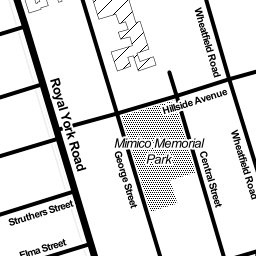 Wheatfield Road
Hillside Avenue
Royal York Road
Mimico Memorial
Park
George Street
Central Street
Wheatfield Road
Struthers Street
Elma Street